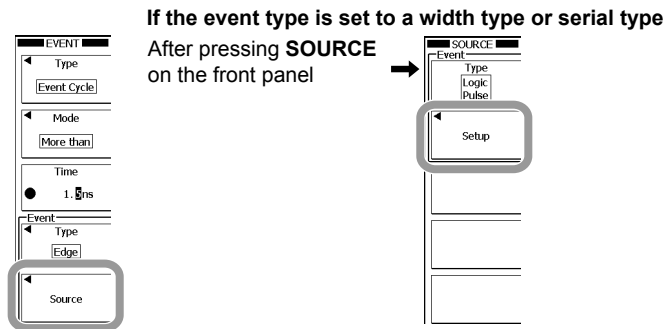 If the event type is set to a width type or serial type
EVENT
Type
Event Cycle
Mode
More than
Time
1.5ns
Event
Type
Edge
Source
After pressing SOURCE
on the front panel
SOURCE
Event
Type
Logic
Pulse
Setup